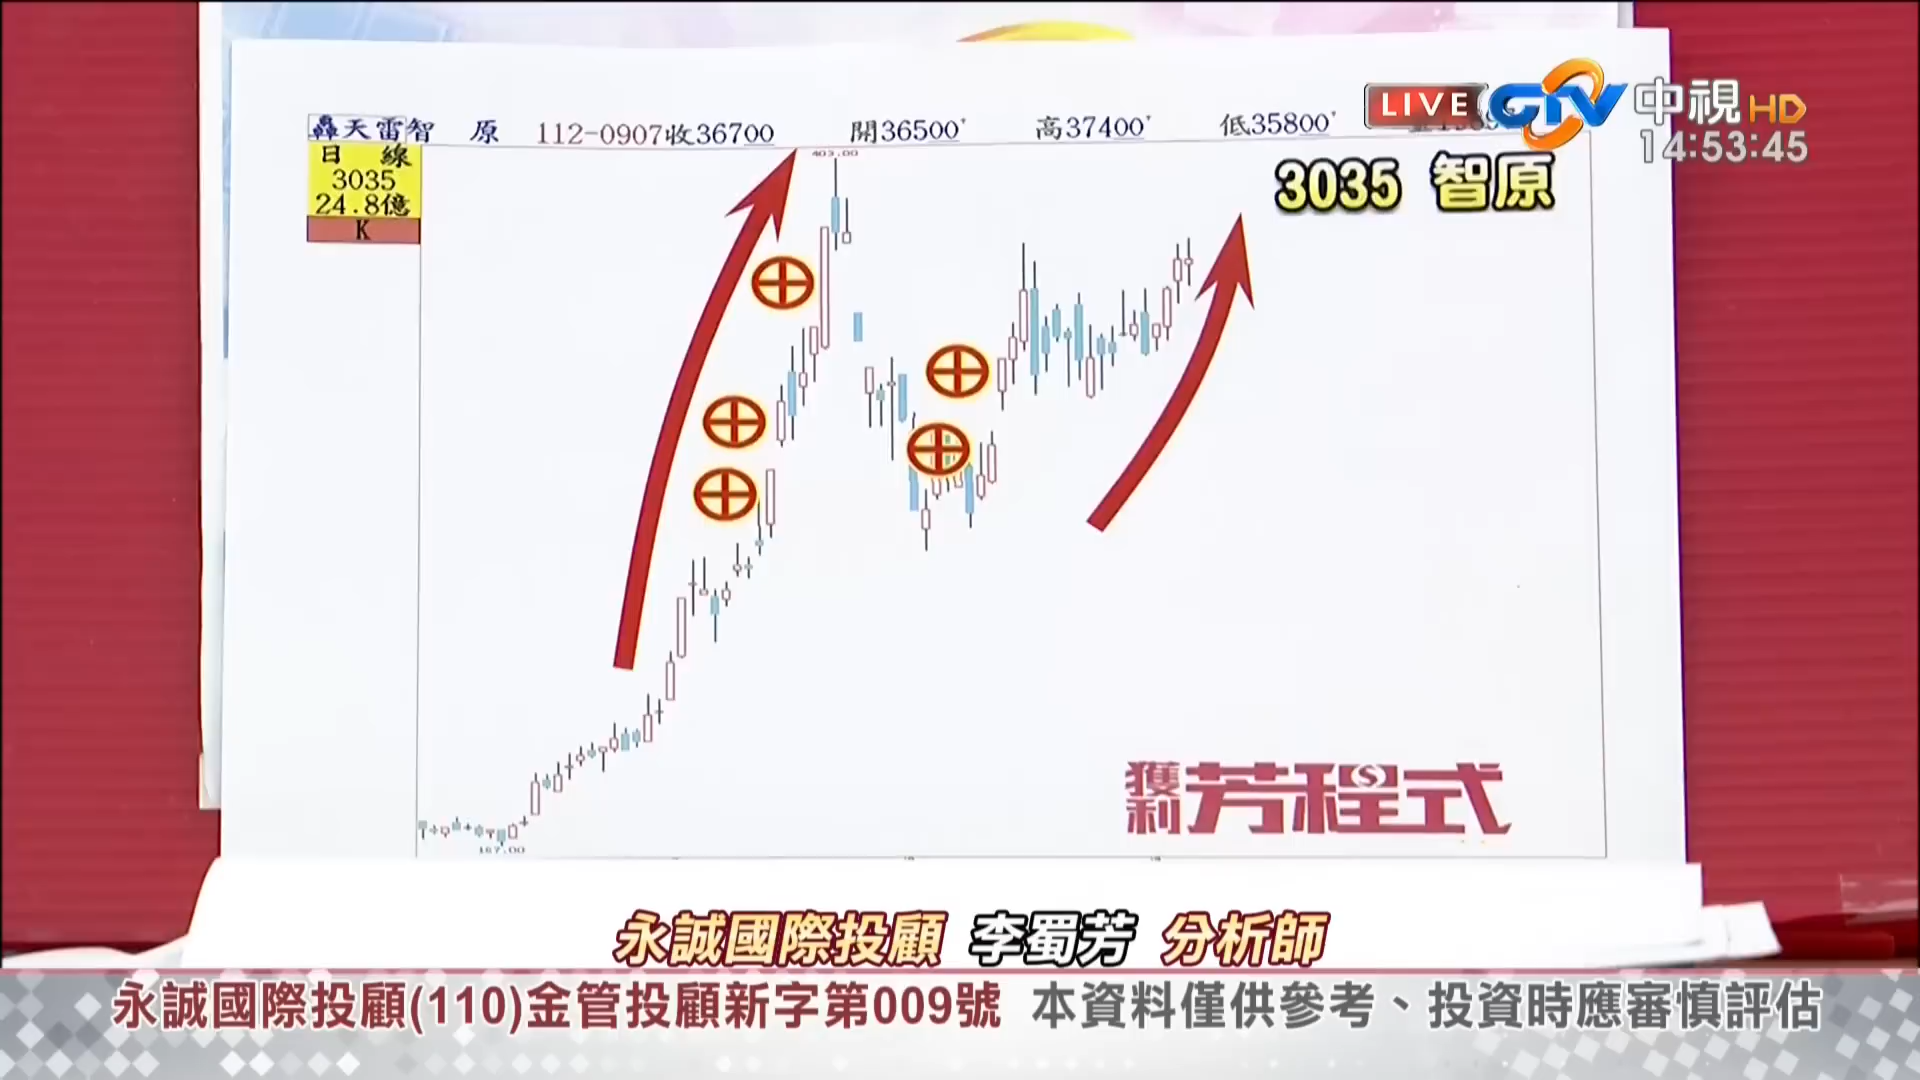 LIVE CTV 中視 HD
14:53:45
轟天雷智 原 112-0907收36700 開36500' 高37400' 低35800'
日 線
3035
24.8億
K
403.00
3035 智原
167.00
獲利芳程式
永誠國際投顧 李蜀芳 分析師
永誠國際投顧(110)金管投顧新字第009號 本資料僅供參考、投資時應審慎評估